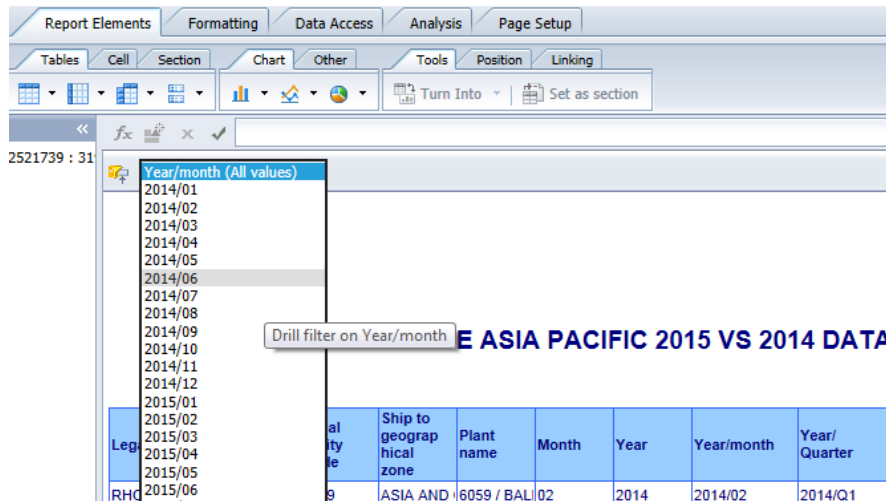 Report Elements Formatting Data Access Analysis Page Setup
Tables Cell Section Chart Other Tools Position Linking
Turn Into Set as section
fx
2521739 : 31
Year/month (All values)
2014/01
2014/02
2014/03
2014/04
2014/05
2014/06
2014/07
2014/08
2014/09
2014/10
2014/11
2014/12
2015/01
2015/02
2015/03
2015/04
2015/05
2015/06
Drill filter on Year/month
E ASIA PACIFIC 2015 VS 2014 DATA
Ship to
geograp
hical
zone
Plant
name
Month
Year
Year/month
Year/
Quarter
ASIA AND 6059 / BALI 02 2014 2014/02 2014/Q1